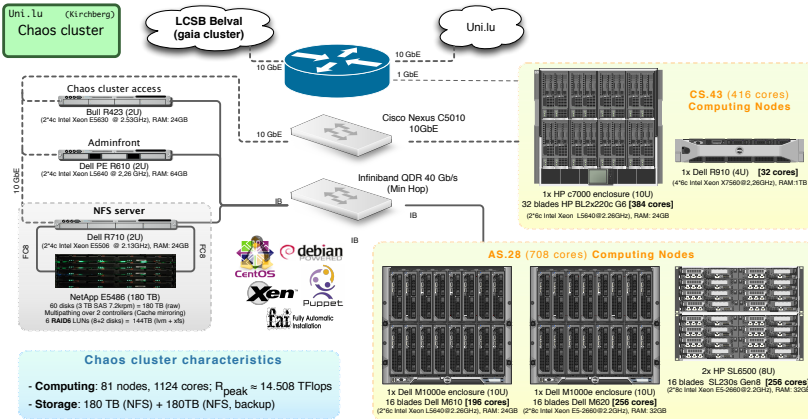 Uni.lu (Kirchberg)
Chaos cluster
LCSB Belval
(gaia cluster)
Uni.lu
10 GbE
10 GbE
1 GbE
Chaos cluster access
Bull R423 (2U)
(2*4c Intel Xeon E5630 @ 2.53GHz), RAM: 24GB
Adminfront
Dell PE R610 (2U)
(2*4c Intel Xeon L5640 @ 2,26 GHz), RAM: 64GB
10 GbE
NFS server
Dell R710 (2U)
(2*4c Intel Xeon E5506 @ 2.13GHz), RAM: 24GB
FC8
FC8
NetApp E5486 (180 TB)
60 disks (3 TB SAS 7.2krpm) = 180 TB (raw)
Multipathing over 2 controllers (Cache mirroring)
6 RAID6 LUNs (8+2 disks) = 144TB (lvm + xfs)
Cisco Nexus C5010
10GbE
10 GbE
Infiniband QDR 40 Gb/s
(Min Hop)
IB
IB
IB
CentOS
debian
POWERED
Xen
Puppet
fai Fully Automatic
Installation
CS.43 (416 cores)
Computing Nodes
1x HP c7000 enclosure (10U)
32 blades HP BL2x220c G6 [384 cores]
(2*6c Intel Xeon L5640@2.26GHz), RAM: 24GB
1x Dell R910 (4U) [32 cores]
(4*6c Intel Xeon X7560@2,26GHz), RAM:1TB
AS.28 (708 cores) Computing Nodes
1x Dell M1000e enclosure (10U)
16 blades Dell M610 [196 cores]
(2*6c Intel Xeon L5640@2.26GHz), RAM: 24GB
1x Dell M1000e enclosure (10U)
16 blades Dell M620 [256 cores]
(2*8c Intel Xeon E5-2660@2.2GHz), RAM: 32GB
2x HP SL6500 (8U)
16 blades SL230s Gen8 [256 cores]
(2*8c Intel Xeon E5-2660@2.2GHz), RAM: 32GB
Chaos cluster characteristics
- Computing: 81 nodes, 1124 cores; Rpeak ≈ 14.508 TFlops
- Storage: 180 TB (NFS) + 180TB (NFS, backup)